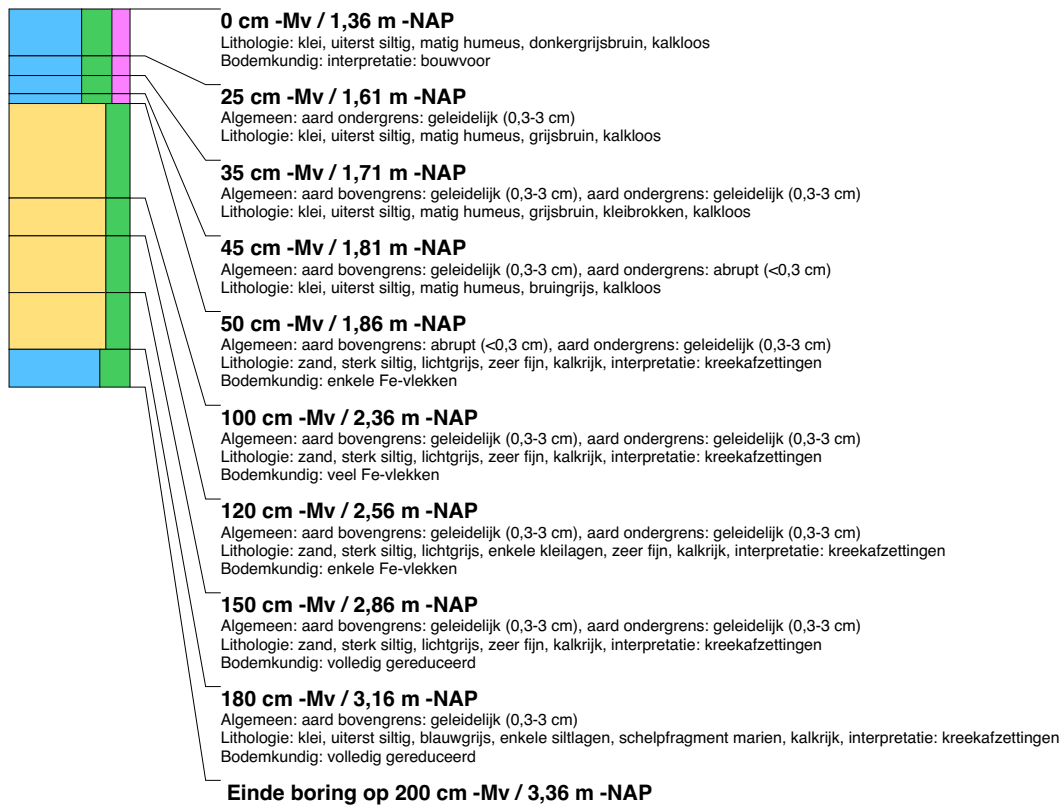 0 cm -Mv / 1,36 m -NAP
Lithologie: klei, uiterst siltig, matig humeus, donkergrijsbruin, kalkloos
Bodemkundig: interpretatie: bouwvoor
25 cm -Mv / 1,61 m -NAP
Algemeen: aard ondergrens: geleidelijk (0,3-3 cm)
Lithologie: klei, uiterst siltig, matig humeus, grijsbruin, kalkloos
35 cm -Mv / 1,71 m -NAP
Algemeen: aard bovengrens: geleidelijk (0,3-3 cm), aard ondergrens: geleidelijk (0,3-3 cm)
Lithologie: klei, uiterst siltig, matig humeus, grijsbruin, kleibrokken, kalkloos
45 cm -Mv / 1,81 m -NAP
Algemeen: aard bovengrens: geleidelijk (0,3-3 cm), aard ondergrens: abrupt (<0,3 cm)
Lithologie: klei, uiterst siltig, matig humeus, bruingrijs, kalkloos
50 cm -Mv / 1,86 m -NAP
Algemeen: aard bovengrens: abrupt (<0,3 cm), aard ondergrens: geleidelijk (0,3-3 cm)
Lithologie: zand, sterk siltig, lichtgrijs, zeer fijn, kalkrijk, interpretatie: kreekafzettingen
Bodemkundig: enkele Fe-vlekken
100 cm -Mv / 2,36 m -NAP
Algemeen: aard bovengrens: geleidelijk (0,3-3 cm), aard ondergrens: geleidelijk (0,3-3 cm)
Lithologie: zand, sterk siltig, lichtgrijs, zeer fijn, kalkrijk, interpretatie: kreekafzettingen
Bodemkundig: veel Fe-vlekken
120 cm -Mv / 2,56 m -NAP
Algemeen: aard bovengrens: geleidelijk (0,3-3 cm), aard ondergrens: geleidelijk (0,3-3 cm)
Lithologie: zand, sterk siltig, lichtgrijs, enkele kleilagen, zeer fijn, kalkrijk, interpretatie: kreekafzettingen
Bodemkundig: enkele Fe-vlekken
150 cm -Mv / 2,86 m -NAP
Algemeen: aard bovengrens: geleidelijk (0,3-3 cm), aard ondergrens: geleidelijk (0,3-3 cm)
Lithologie: zand, sterk siltig, lichtgrijs, zeer fijn, kalkrijk, interpretatie: kreekafzettingen
Bodemkundig: volledig gereduceerd
180 cm -Mv / 3,16 m -NAP
Algemeen: aard bovengrens: geleidelijk (0,3-3 cm)
Lithologie: klei, uiterst siltig, blauwgrijs, enkele siltlagen, schelpfragment marien, kalkrijk, interpretatie: kreekafzettingen
Bodemkundig: volledig gereduceerd
Einde boring op 200 cm -Mv / 3,36 m -NAP